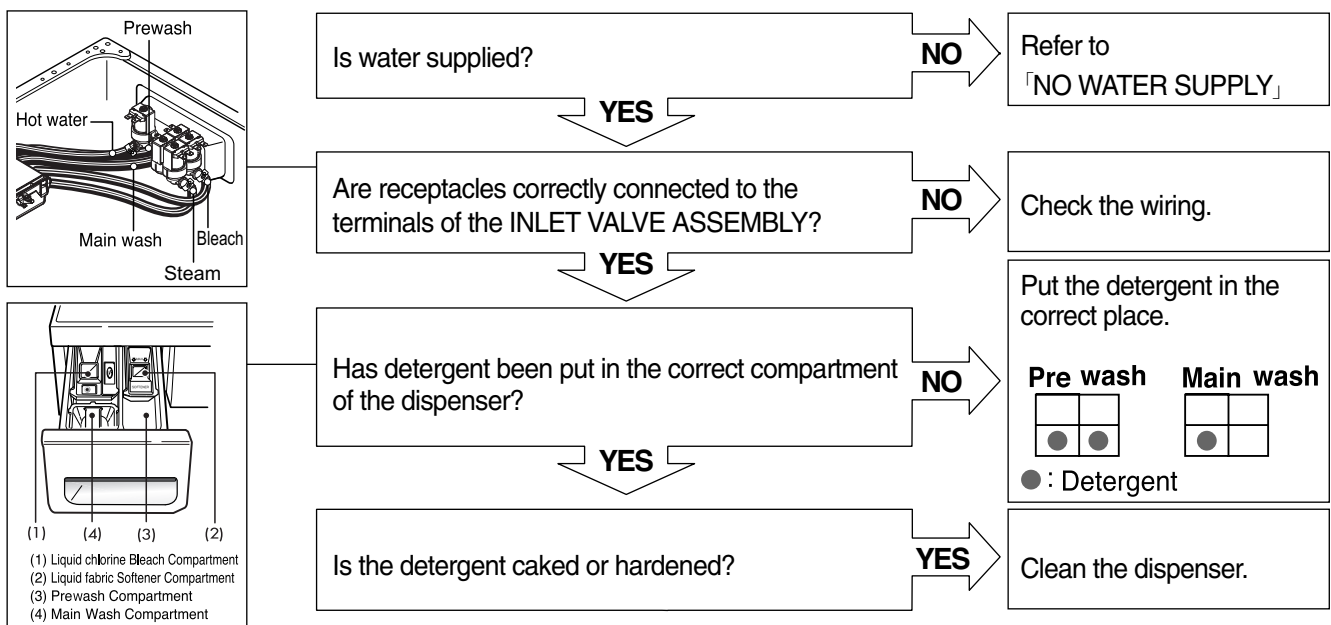 Prewash
Hot water
Main wash
Bleach
Steam
Is water supplied?
NO
Refer to
「NO WATER SUPPLY」
YES
Are receptacles correctly connected to the
terminals of the INLET VALVE ASSEMBLY?
NO
Check the wiring.
YES
SOFTENER
(1) (4) (3) (2)
(1) Liquid chlorine Bleach Compartment
(2) Liquid fabric Softener Compartment
(3) Prewash Compartment
(4) Main Wash Compartment
Has detergent been put in the correct compartment
of the dispenser?
NO
Put the detergent in the
correct place.
Pre wash Main wash
: Detergent
YES
Is the detergent caked or hardened?
YES
Clean the dispenser.